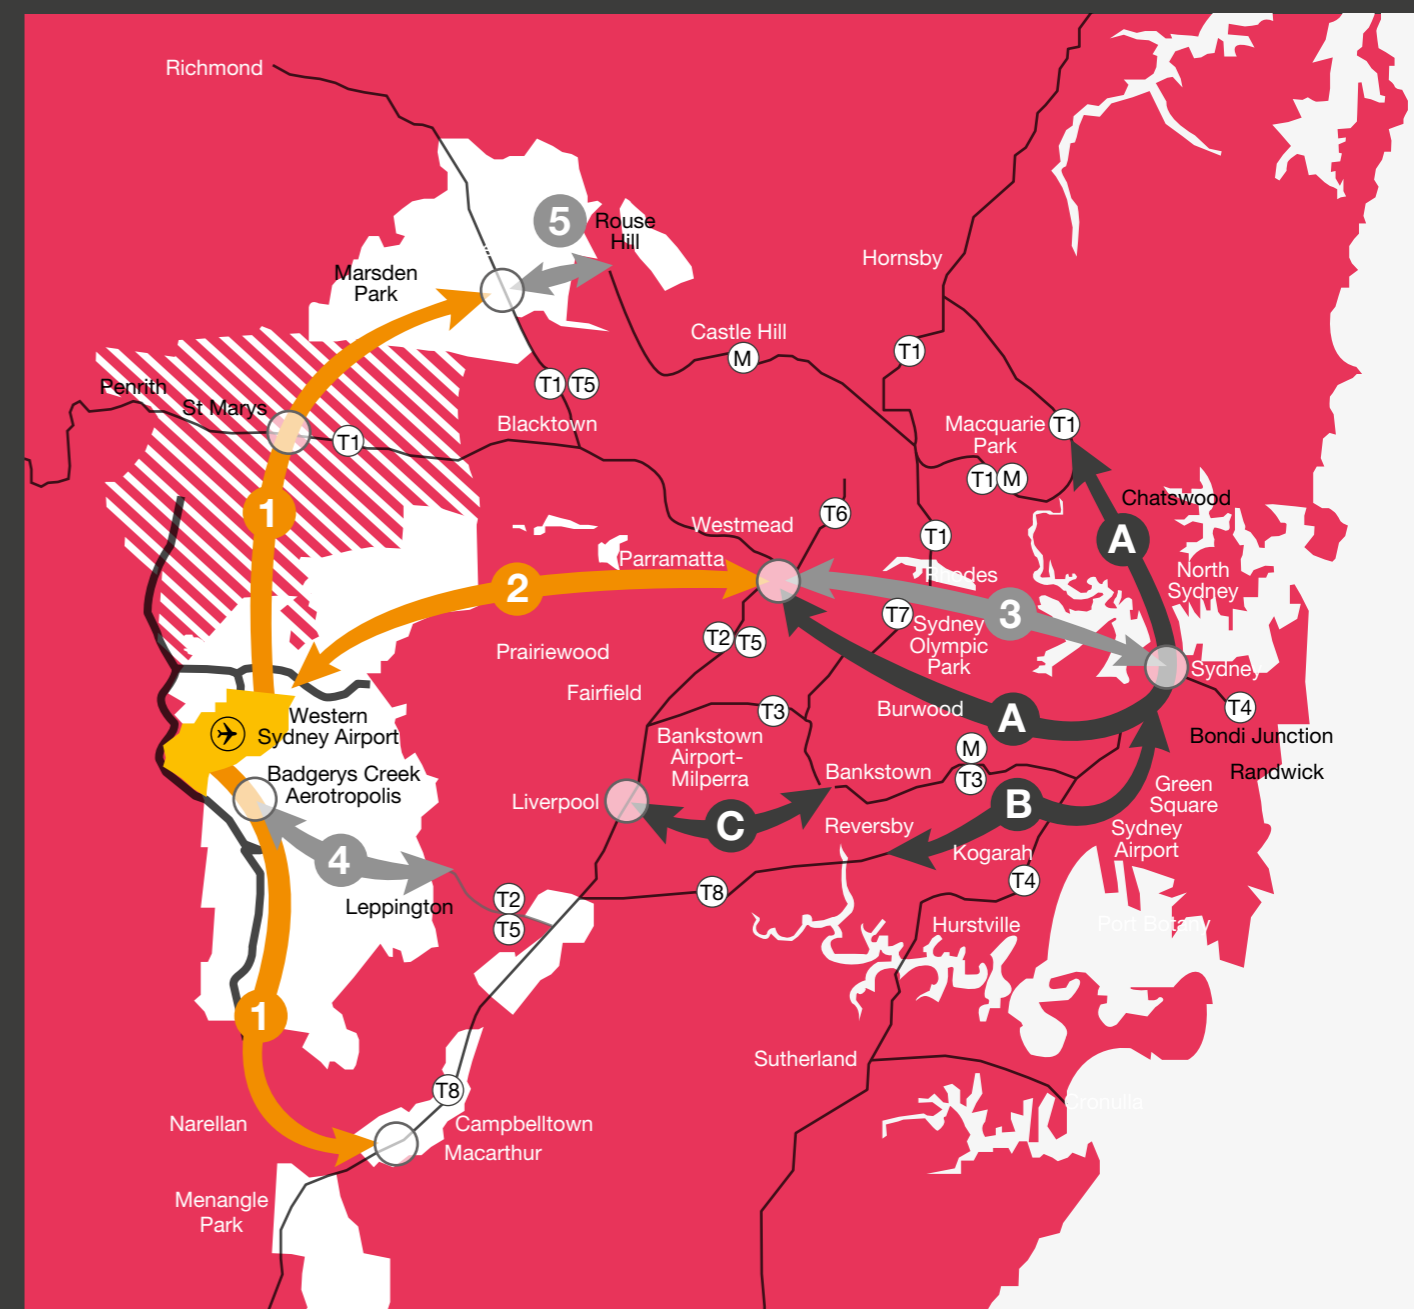 Richmond
5
Rouse
Hill
Marsden
Park
Hornsby
Castle Hill
M
T1
T1
T5
Penrith
St Marys
T1
Blacktown
Macquarie
Park
T1
T1
M
Chatswood
1
Westmead
T6
T1
A
Parramatta
Rhodes
North
Sydney
2
3
T7
Sydney
Olympic
Park
T2
T5
Prairiewood
Sydney
Fairfield
T3
Burwood
A
T4
Western
Sydney Airport
Bankstown
Airport-
Milperra
M
T3
Bondi Junction
Randwick
Badgerys Creek
Aerotropolis
Liverpool
Bankstown
Green
Square
C
B
Reversby
Sydney
Airport
4
Kogarah
Leppington
T2
T5
T8
T4
Hurstville
Port Botany
1
Sutherland
T8
Cronulla
Narellan
Campbelltown
Macarthur
Menangle
Park